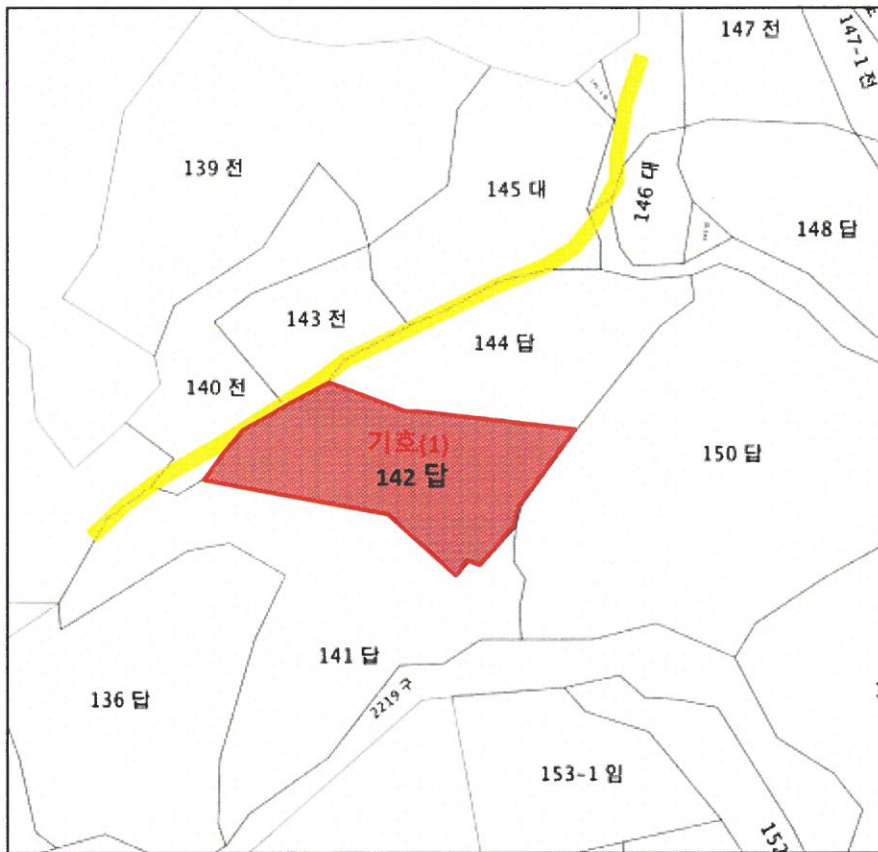 147 전
147-1 전
139 전
145 대
146 대
148 답
143 전
144 답
140 전
기호(1)
142 답
150 답
141 답
136 답
2219 구
153-1 임
152